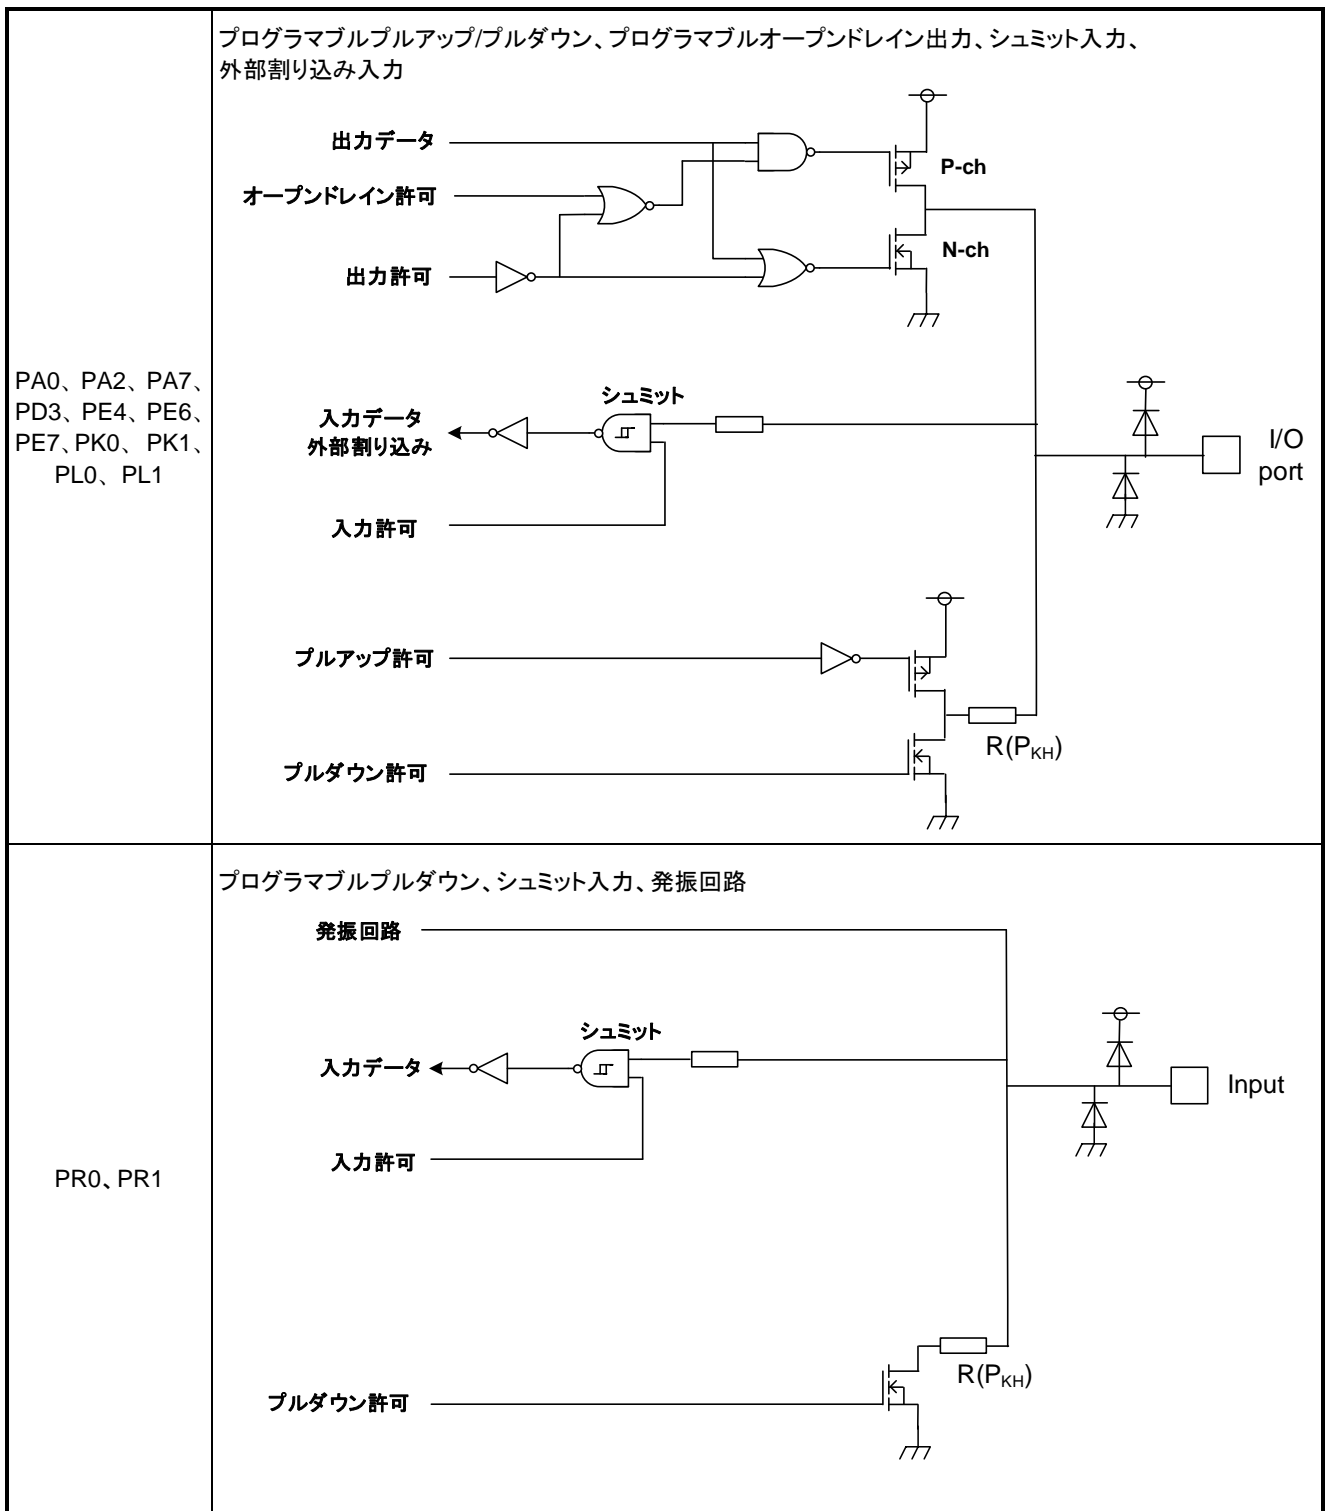 プログラマブルプルアップ/プルダウン、プログラマブルオープンドレイン出力、シュミット入力、
外部割り込み入力
出力データ
P-ch
オープンドレイン許可
N-ch
出力許可
PA0、PA2、PA7、
PD3、PE4、PE6、
PE7、PK0、PK1、
PL0、PL1
シュミット
入力データ
外部割り込み
I/O
port
入力許可
プルアップ許可
R(PKH)
プルダウン許可
プログラマブルプルダウン、シュミット入力、発振回路
発振回路
シュミット
入力データ
Input
入力許可
PR0、PR1
R(PKH)
プルダウン許可